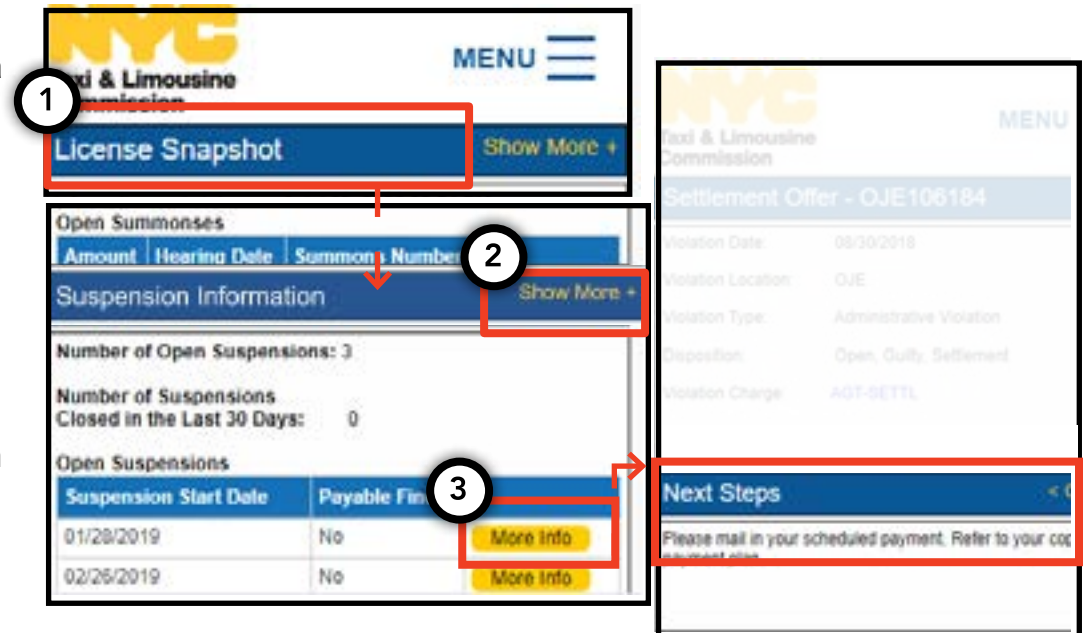 NYC
Taxi & Limousine
Commission
MENU
1
License Snapshot
Show More +
Open Summonses
Amount Hearing Date Summons Number
2
Suspension Information
Show More +
Number of Open Suspensions: 3
Number of Suspensions
Closed in the Last 30 Days: 0
Open Suspensions
3
Suspension Start Date Payable Fin
01/28/2019 No More Info
02/26/2019 No More Info
NYC
Taxi & Limousine
Commission
MENU
Settlement Offer - OJE106184
Violation Date: 08/30/2018
Violation Location: OJE
Violation Type: Administrative Violation
Disposition: Open, Guilty, Settlement
Violation Charge: AGT-SETTL
Next Steps <
Please mail in your scheduled payment. Refer to your cop
payment plan